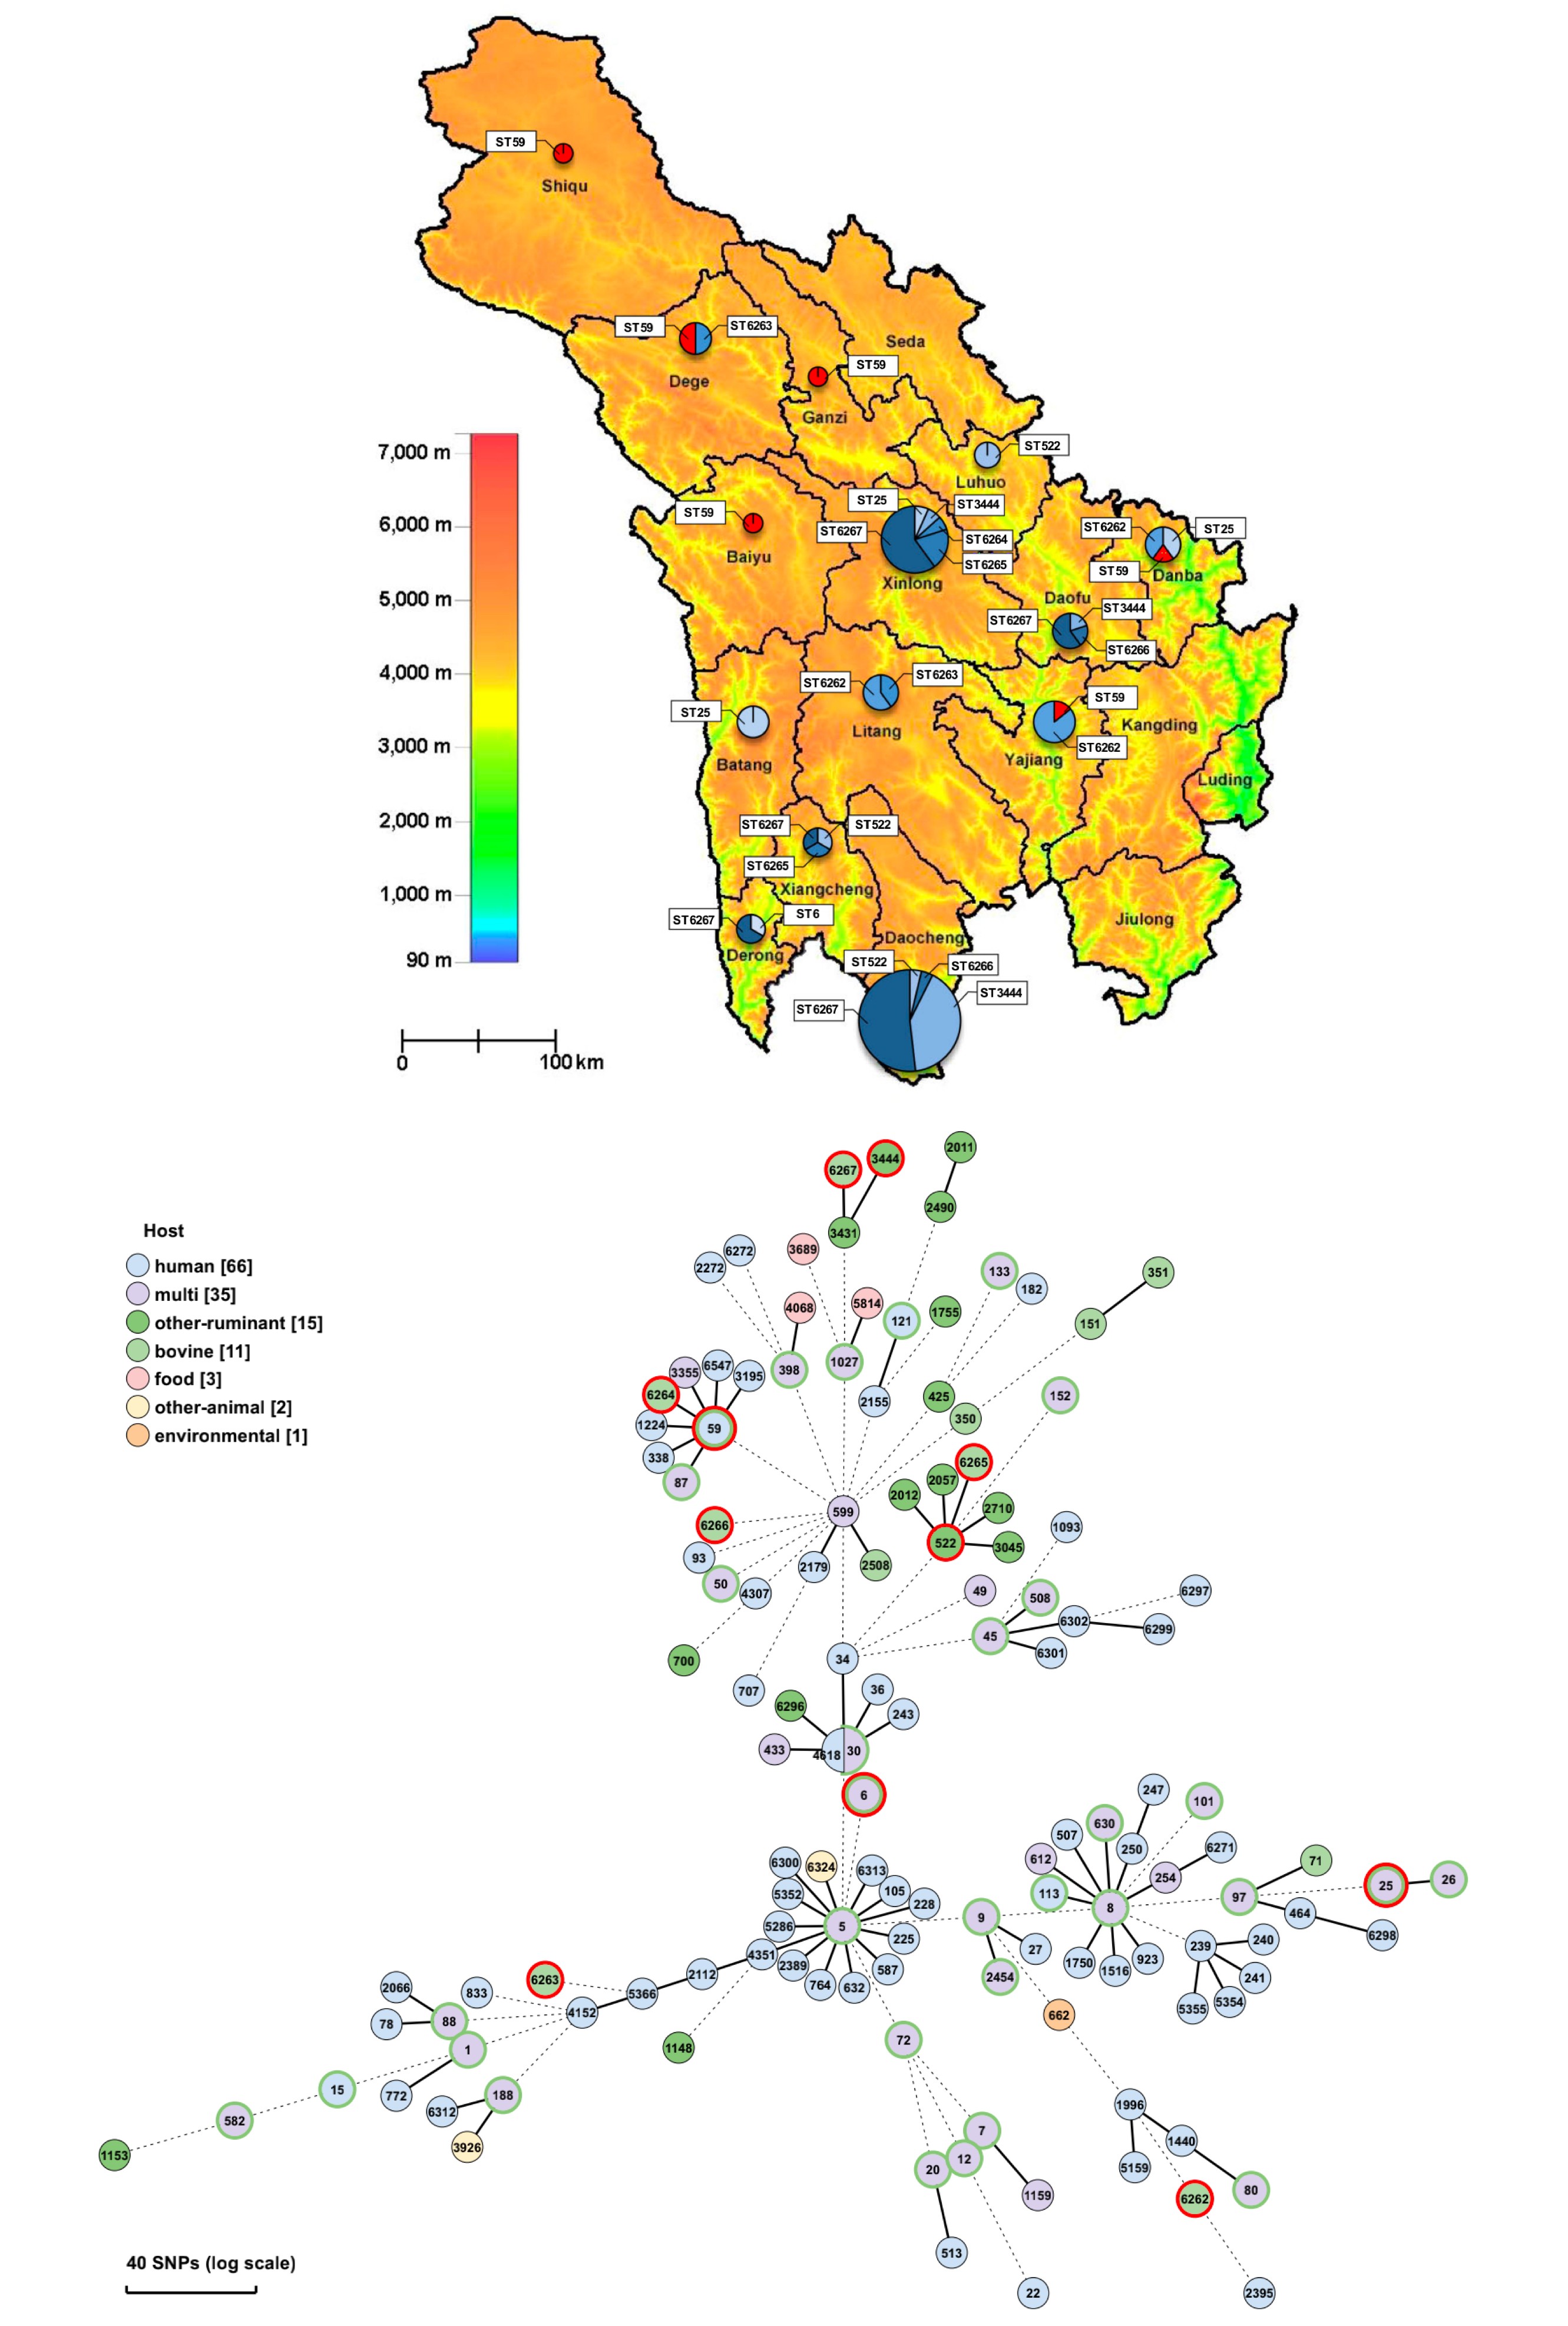 ST59
Shiqu
ST59
ST6263
Dege
Seda
ST59
Ganzi
ST522
Luhuo
7,000 m
6,000 m
5,000 m
4,000 m
3,000 m
2,000 m
1,000 m
90 m
ST59
Baiyu
ST25
ST3444
ST6267
ST6264
ST6265
Xinlong
ST6262
ST25
ST59
Danba
Daofu
ST3444
ST6267
ST6266
ST6262
ST6263
Litang
ST59
Kangding
ST6262
Yajiang
Luding
ST25
Batang
ST6267
ST522
ST6265
Xiangcheng
ST6267
ST6
Derong
Jiulong
Daocheng
ST522
ST6266
ST3444
ST6267
0
100 km
Host
human [66]
multi [35]
other-ruminant [15]
bovine [11]
food [3]
other-animal [2]
environmental [1]
2011
3444
6267
2490
3431
6272
3689
2272
133
351
182
4068
5814
1755
121
151
398
1027
6547
3355
3195
6264
2155
425
152
350
1224
59
338
87
6265
2057
2012
2710
599
6266
522
3045
1093
93
2179
2508
50
4307
49
508
6297
6302
6299
45
6301
34
700
707
36
6296
243
433
4618
30
6
247
101
630
507
250
6271
612
254
71
25
26
113
97
8
464
6298
6300
6324
6313
5352
105
228
5286
5
225
9
27
239
240
4351
2389
587
764
632
2454
1750
1516
923
241
5354
5355
2112
6263
5366
2066
833
4152
78
88
1
1148
72
662
15
772
188
6312
582
3926
1153
7
12
20
1159
1996
1440
5159
80
6262
513
22
2395
40 SNPs (log scale)